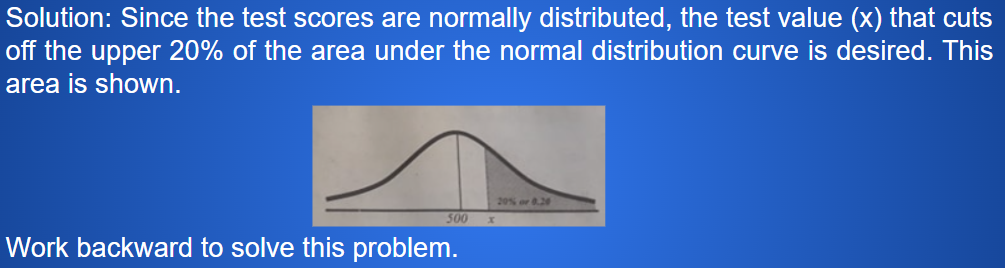 Solution: Since the test scores are normally distributed, the test value (x) that cuts
off the upper 20% of the area under the normal distribution curve is desired. This
area is shown.
20% or 0.20
500 x
Work backward to solve this problem.